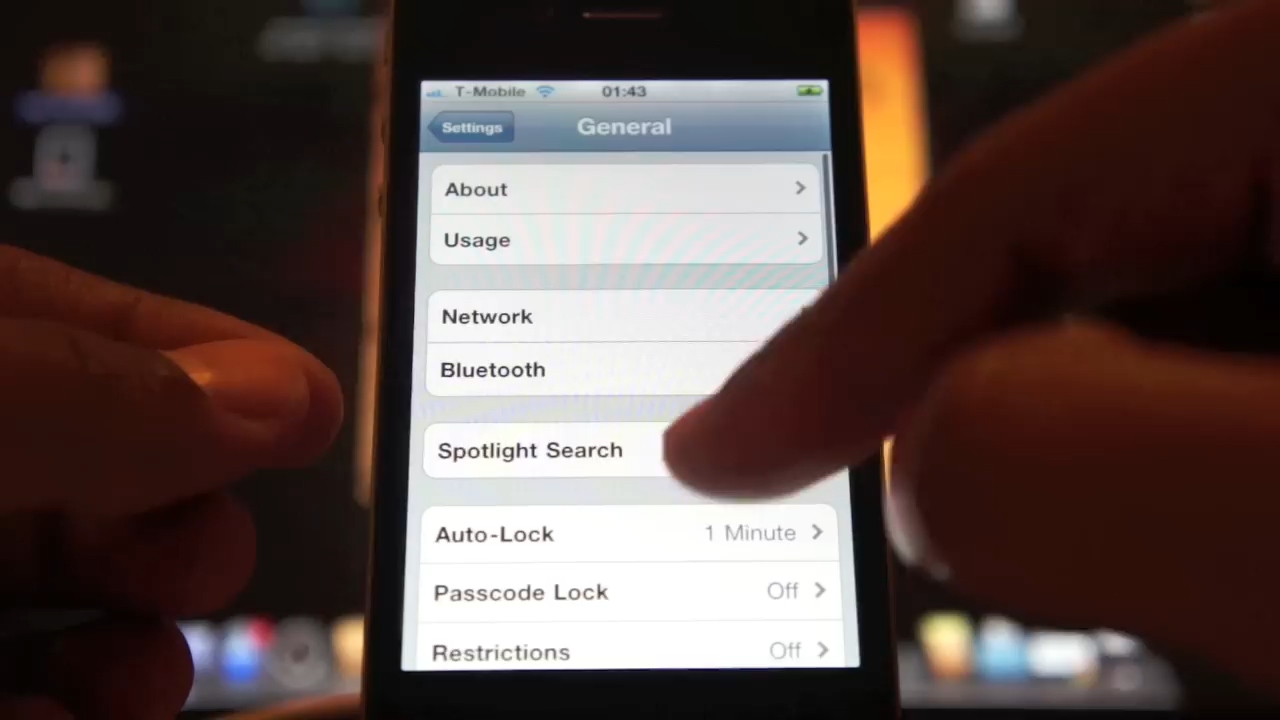 T-Mobile 01:43
Settings General
About
Usage
Network
Bluetooth
Spotlight Search
Auto-Lock 1 Minute
Passcode Lock Off
Restrictions Off